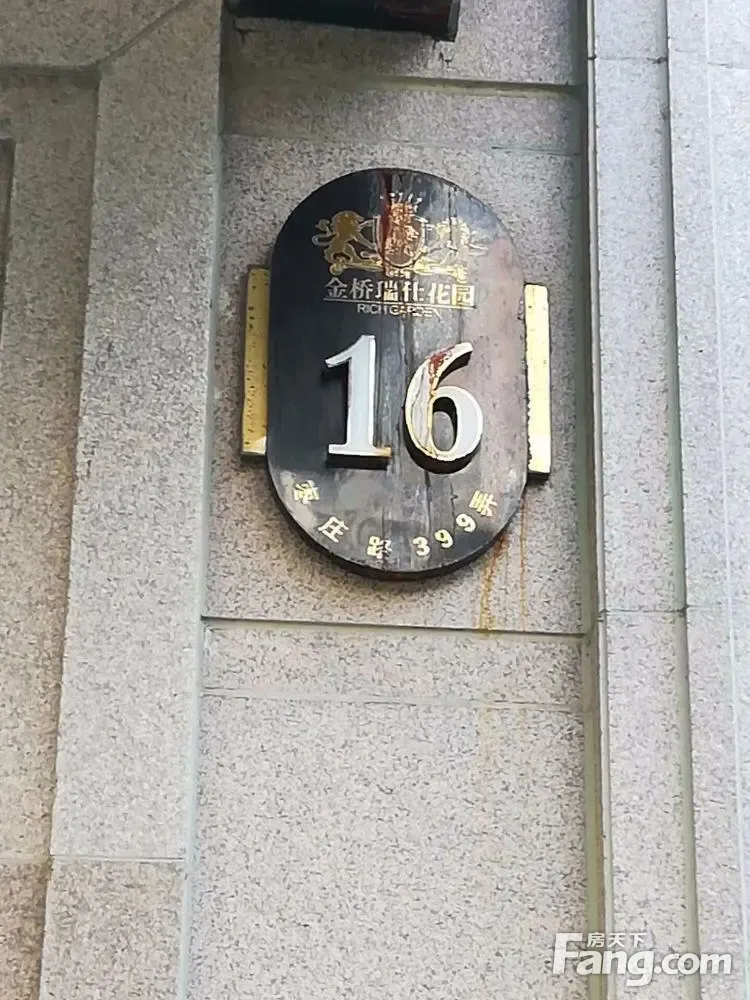 金桥瑞仕花园
RICH GARDEN
16
枣庄路399弄
房天下
Fang.com